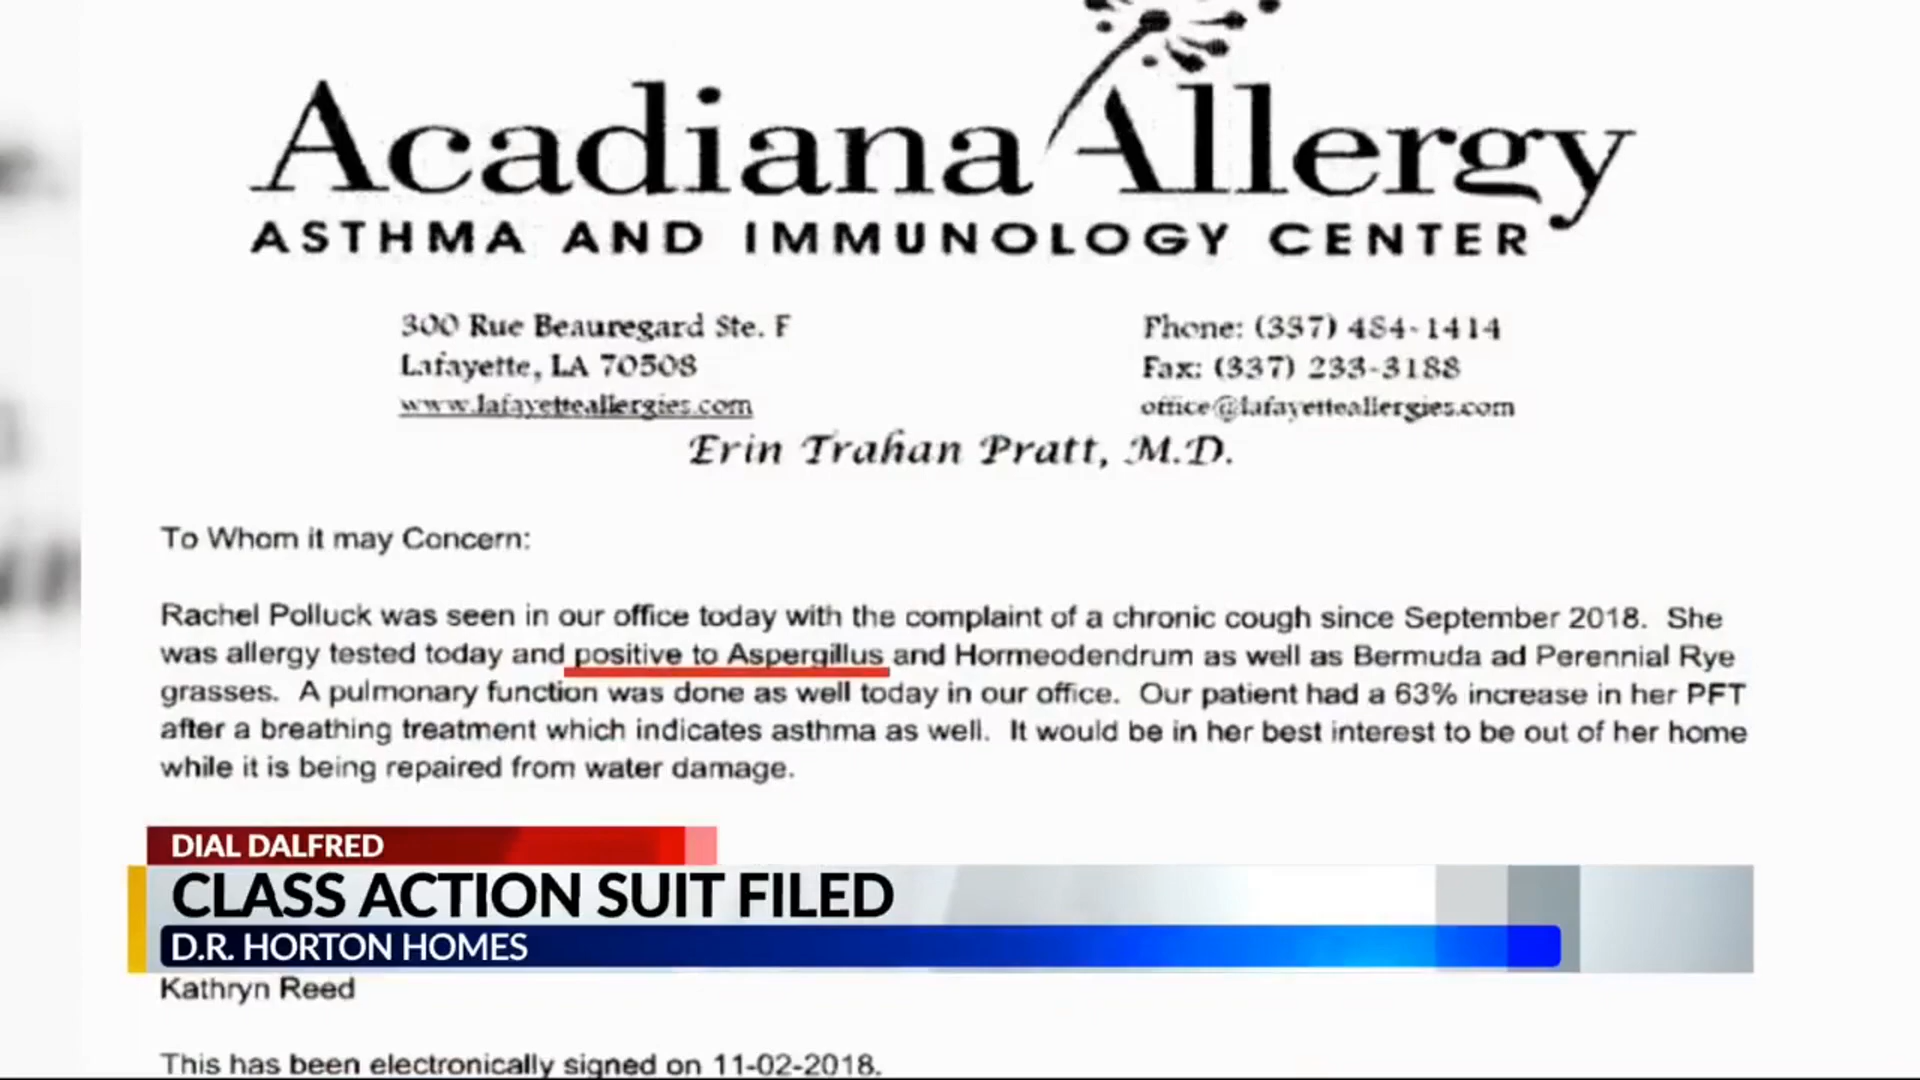 Acadiana Allergy
ASTHMA AND IMMUNOLOGY CENTER
300 Rue Beauregard Ste. F
Lafayette, LA 70508
www.lafayetteallergies.com
Phone: (337) 484-1414
Fax: (337) 233-3188
office@lafayetteallergies.com
Erin Trahan Pratt, M.D.
To Whom it may Concern:
Rachel Polluck was seen in our office today with the complaint of a chronic cough since September 2018. She
was allergy tested today and positive to Aspergillus and Hormeodendrum as well as Bermuda ad Perennial Rye
grasses. A pulmonary function was done as well today in our office. Our patient had a 63% increase in her PFT
after a breathing treatment which indicates asthma as well. It would be in her best interest to be out of her home
while it is being repaired from water damage.
DIAL DALFRED
CLASS ACTION SUIT FILED
D.R. HORTON HOMES
Kathryn Reed
This has been electronically signed on 11-02-2018.